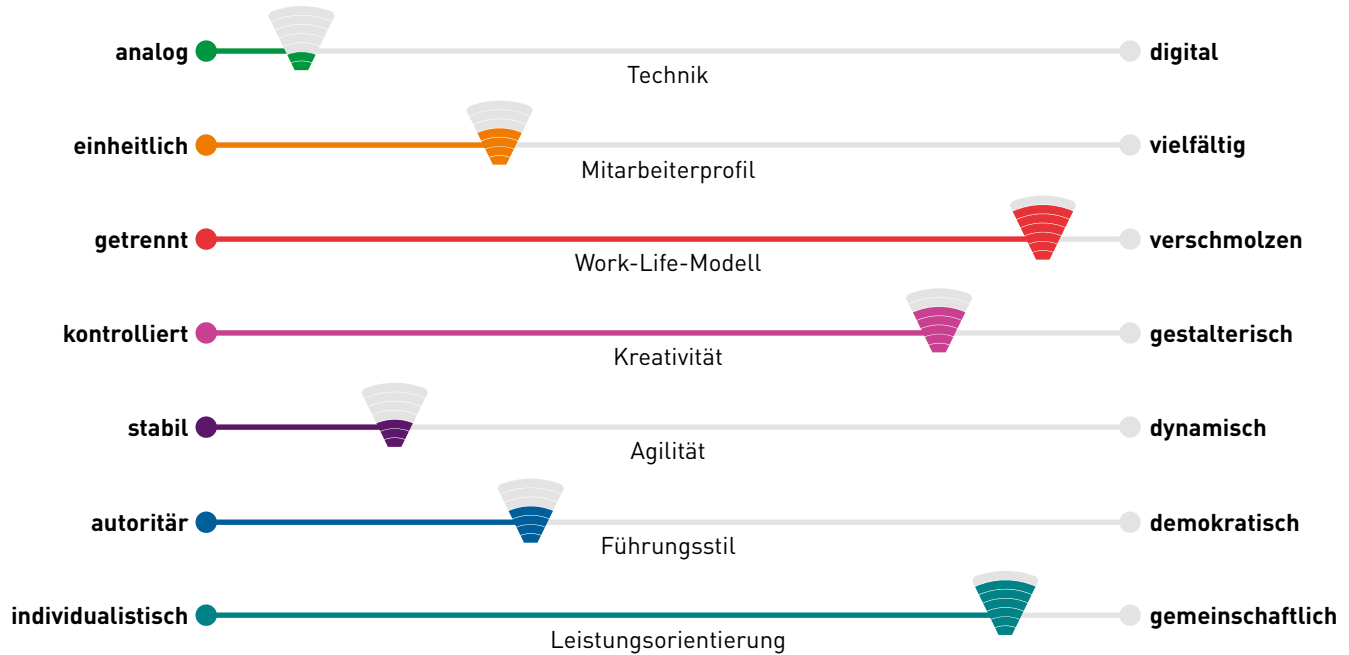 analog
digital
Technik
einheitlich
vielfältig
Mitarbeiterprofil
getrennt
verschmolzen
Work-Life-Modell
kontrolliert
gestalterisch
Kreativität
stabil
dynamisch
Agilität
autoritär
demokratisch
Führungsstil
individualistisch
gemeinschaftlich
Leistungsorientierung